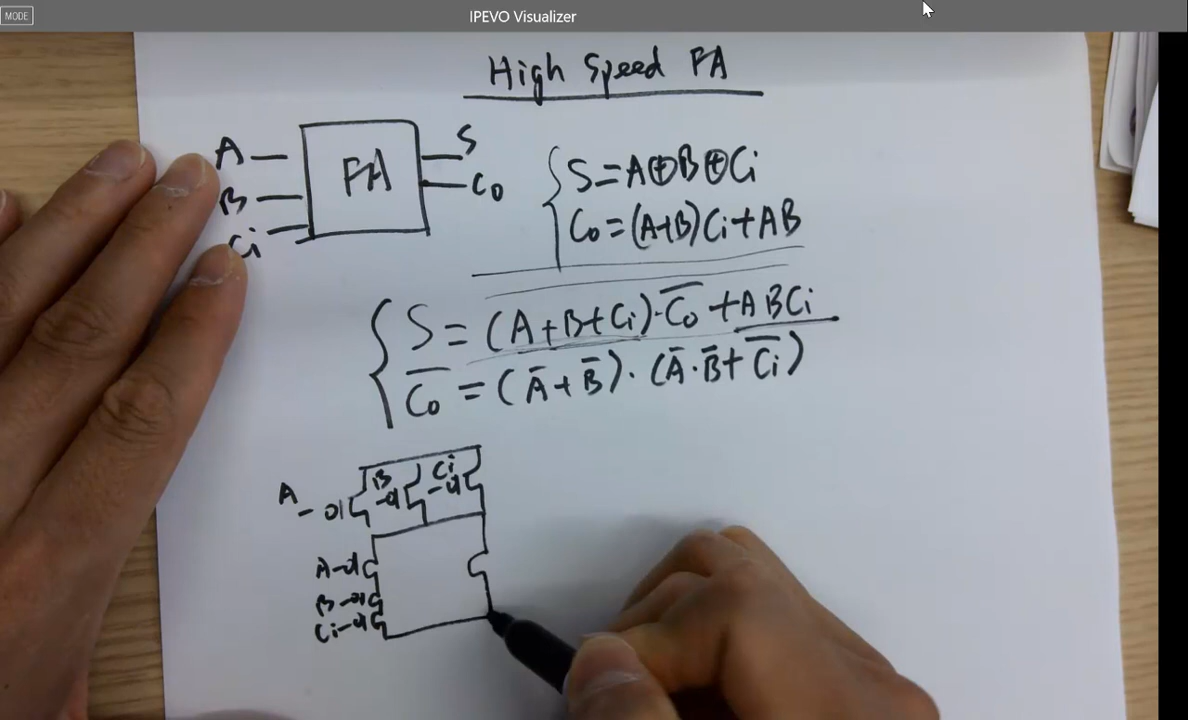 MODE
IPEVO Visualizer
High Speed FA
A
B
Ci
FA
S
Co
S=A⊕B⊕Ci
Co=(A+B)Ci+AB
S=(A+B+Ci)·C̅o̅+ABCi
C̅o̅=(A̅+B̅)·(A̅·B̅+C̅i̅)
A B Ci
A
B
Ci